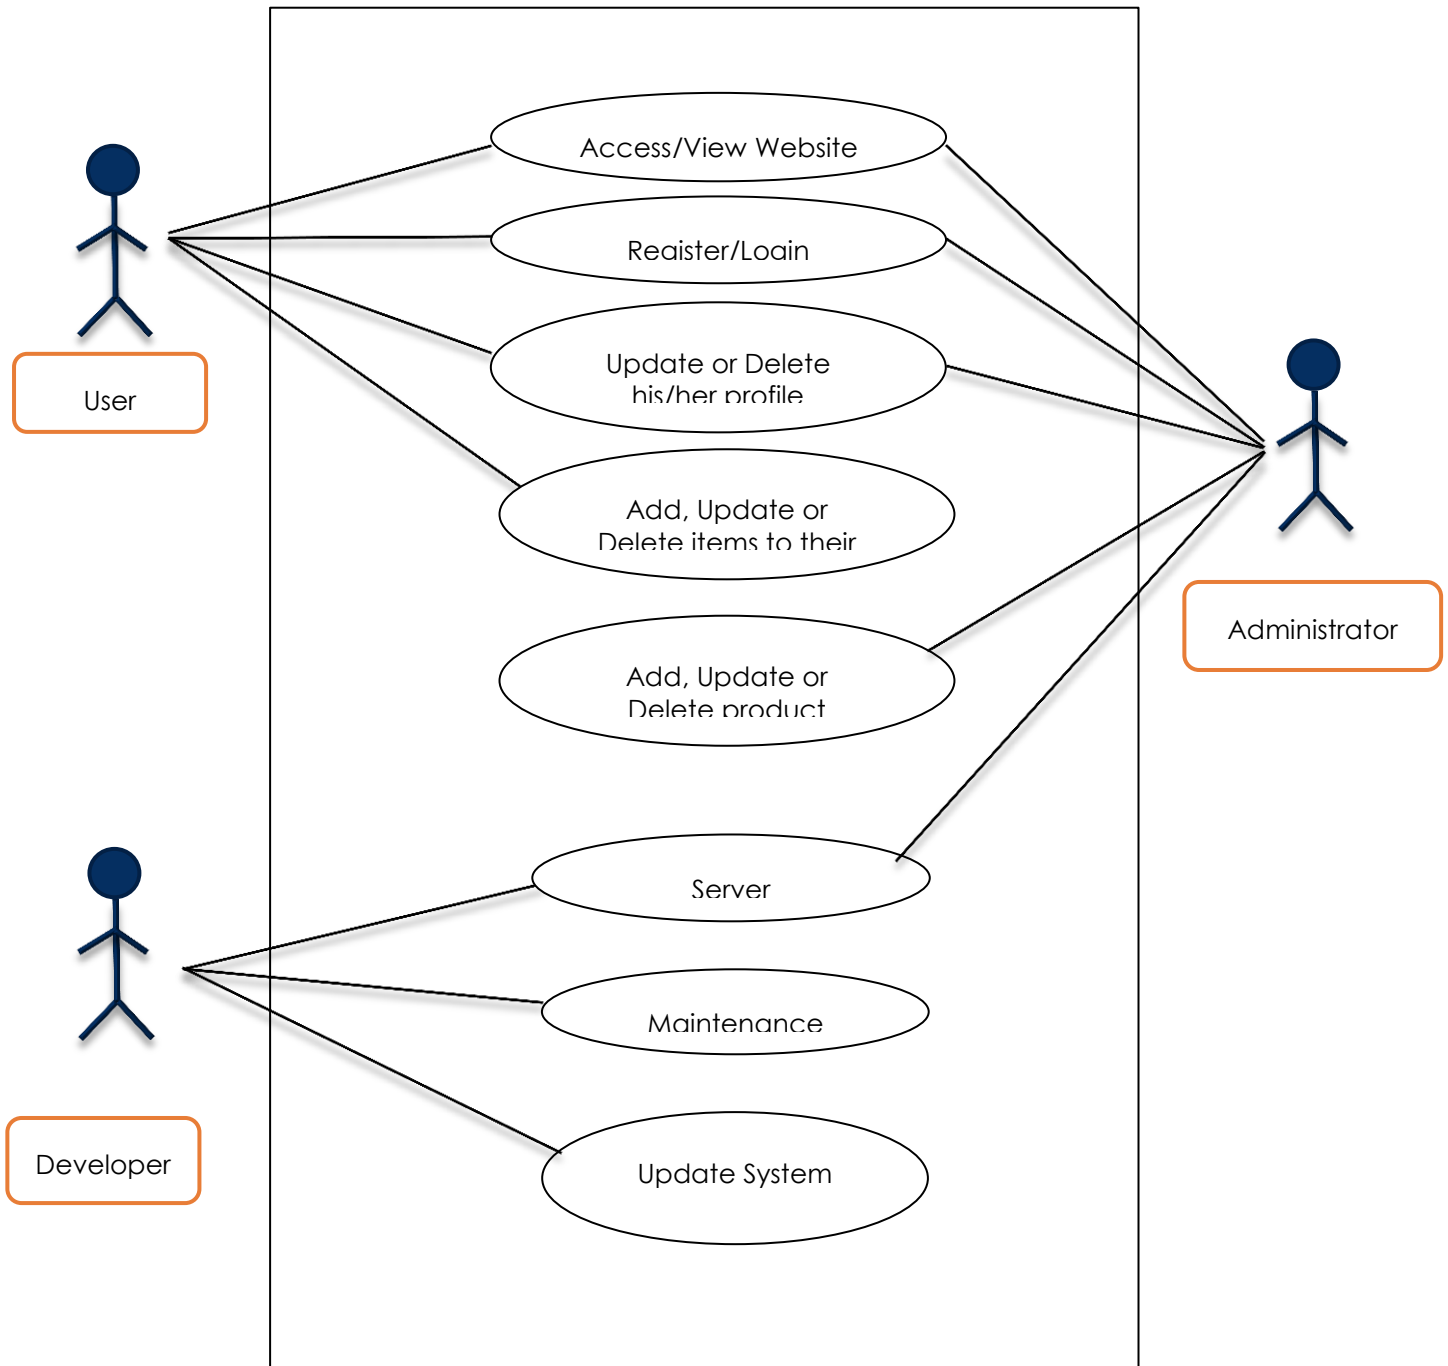 Access/View Website
Register/Login
Update or Delete
his/her profile
User
Add, Update or
Delete items to their
Administrator
Add, Update or
Delete product
Server
Maintenance
Developer
Update System